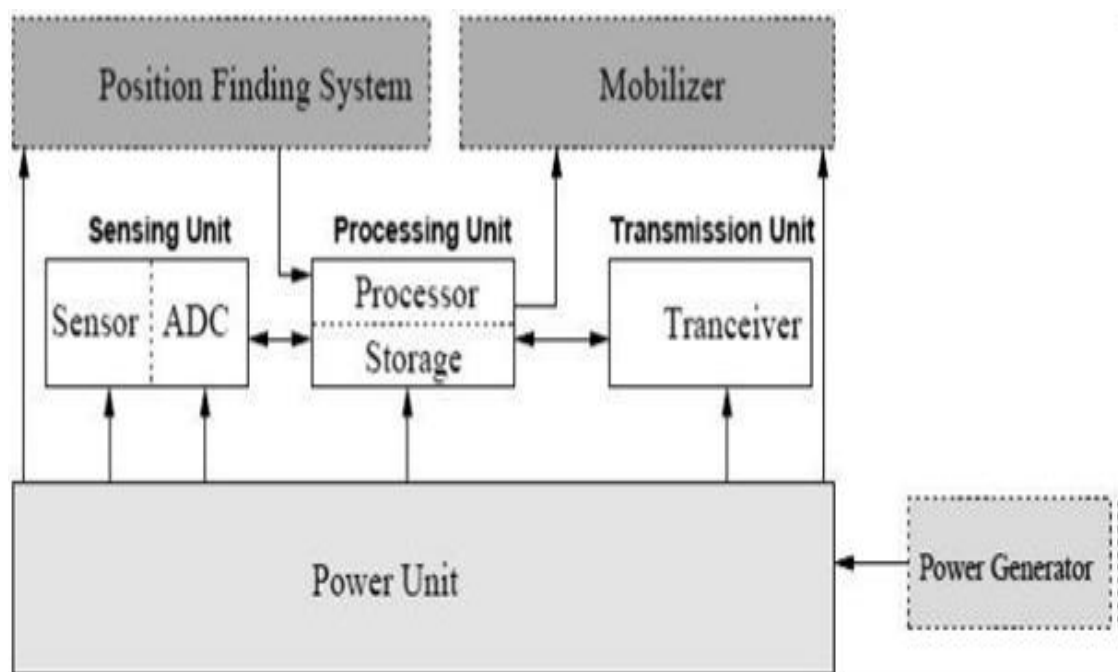 Position Finding System
Mobilizer
Sensing Unit
Processing Unit
Transmission Unit
Sensor
ADC
Processor
Storage
Tranceiver
Power Unit
Power Generator